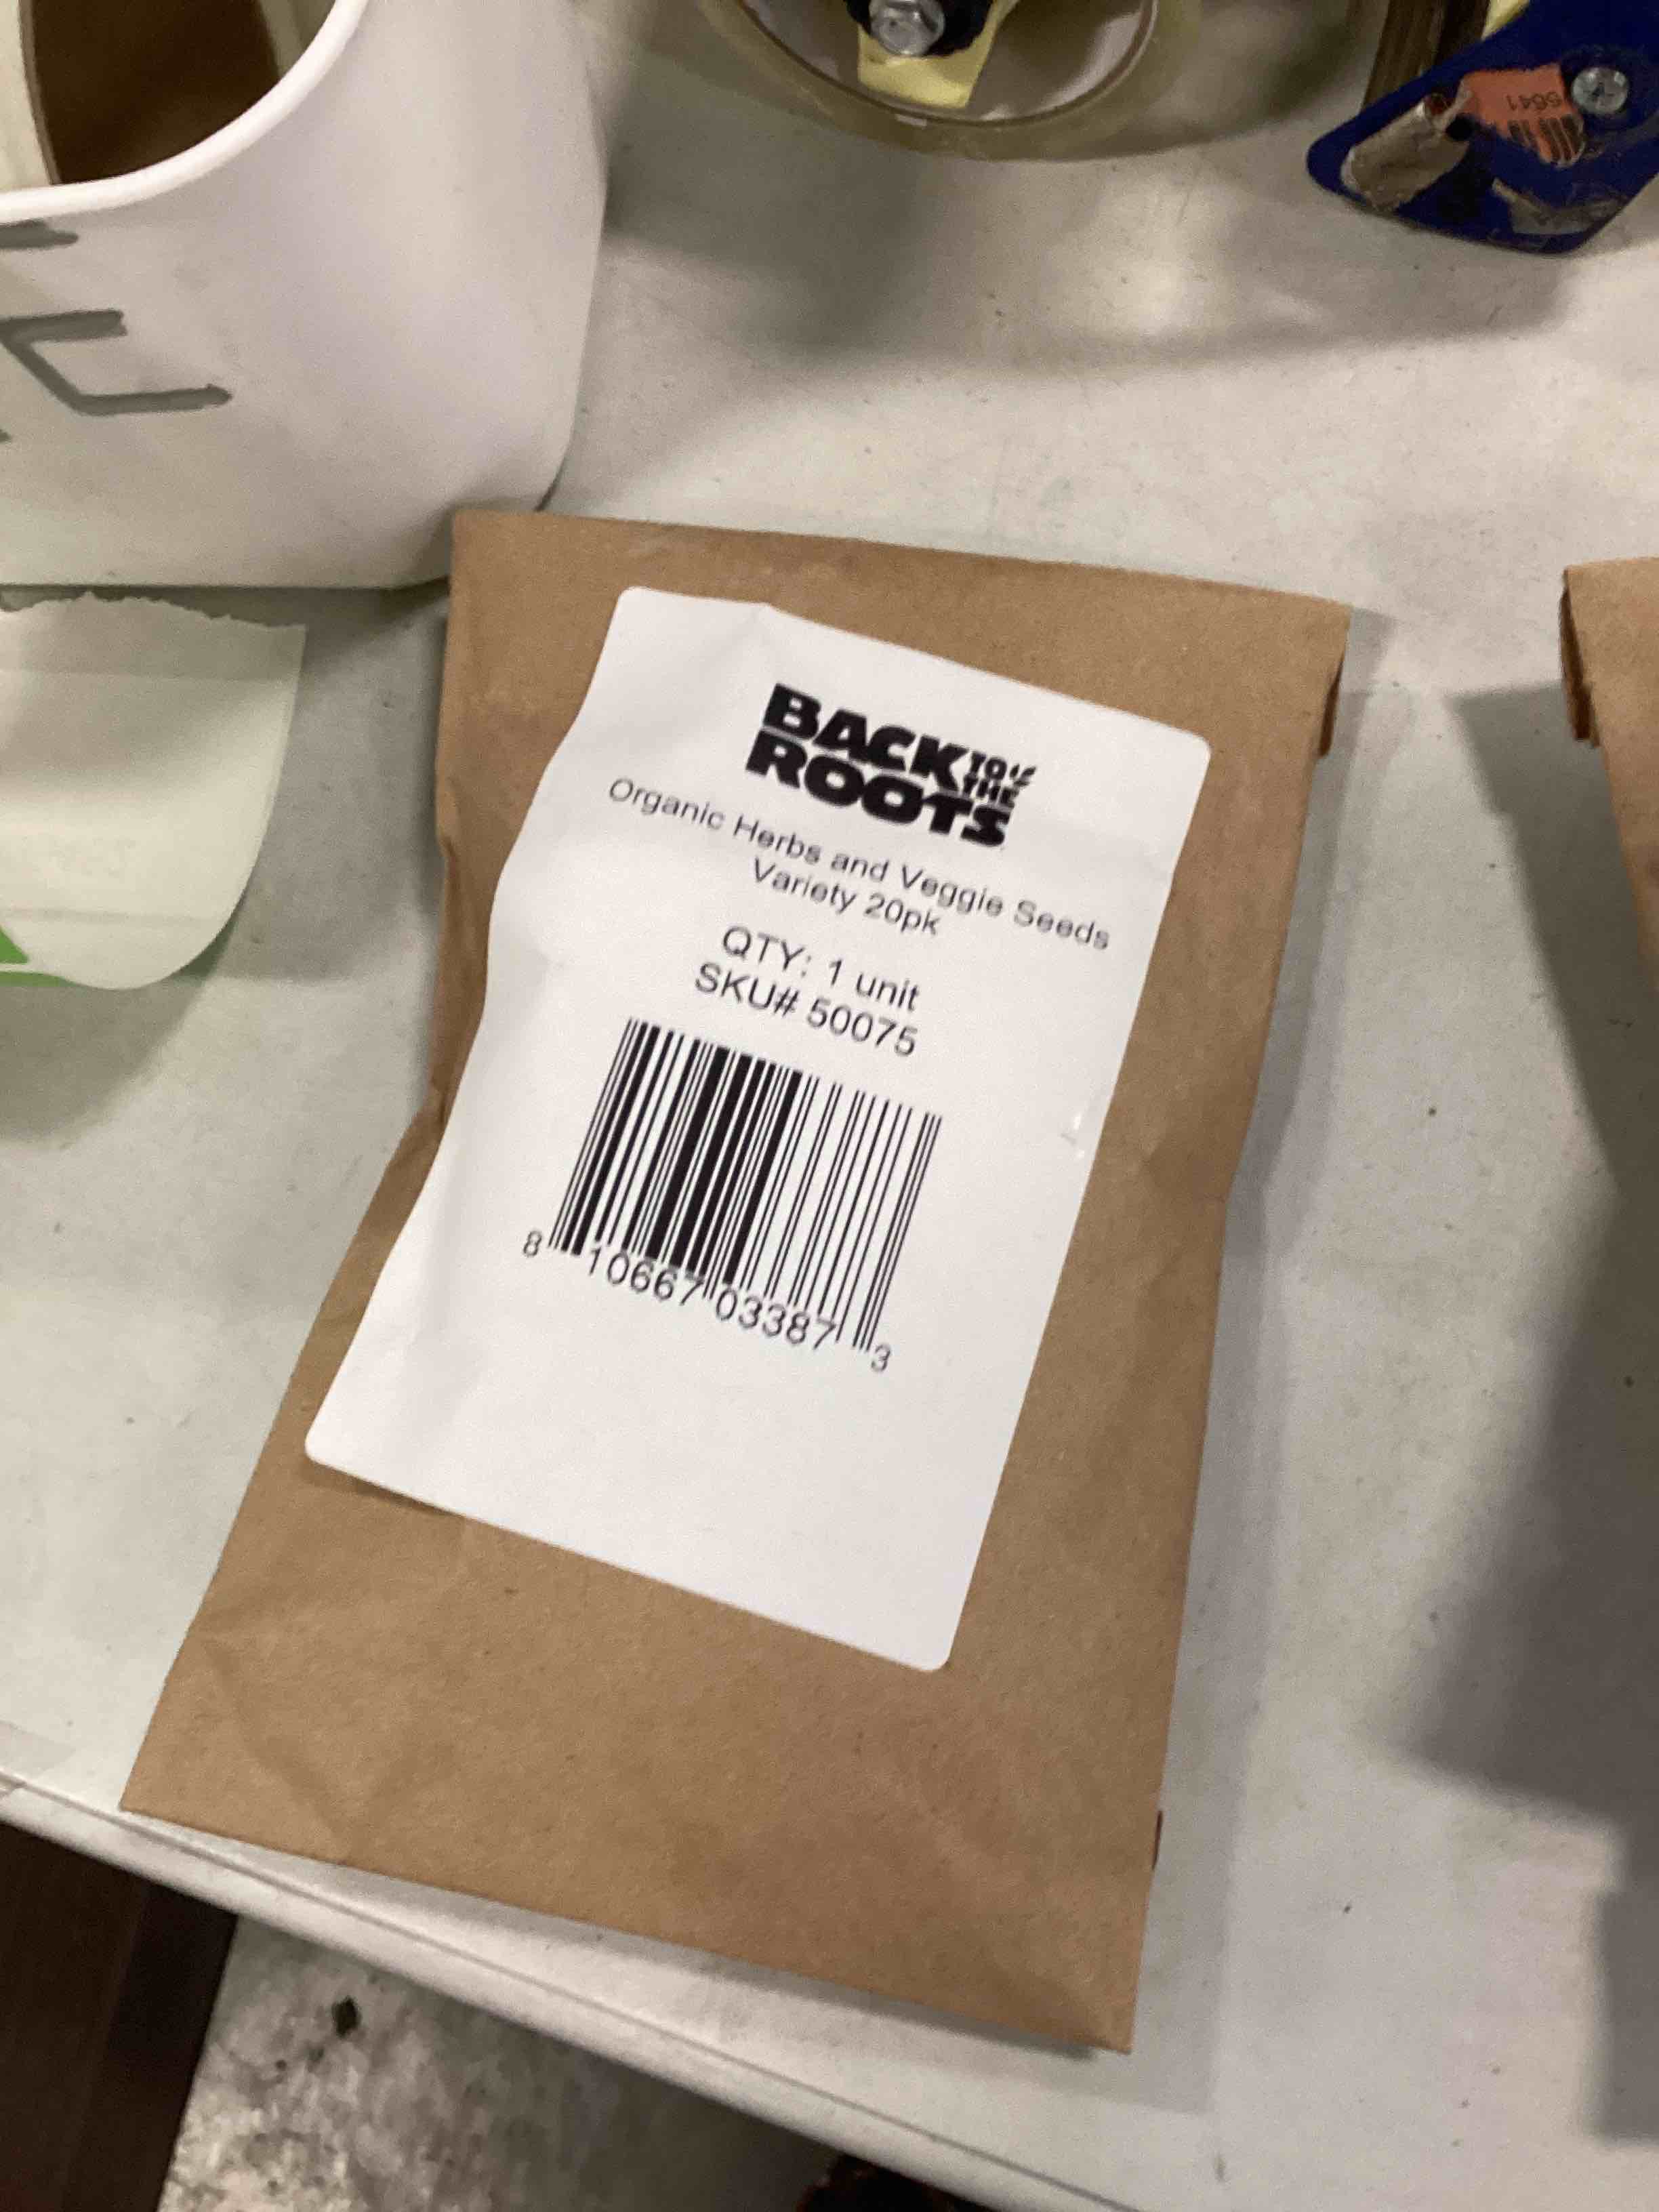 5641
BACK TO THE
ROOTS
Organic Herbs and Veggie Seeds
Variety 20pk
QTY: 1 unit
SKU# 50075
8 10667 03387 3